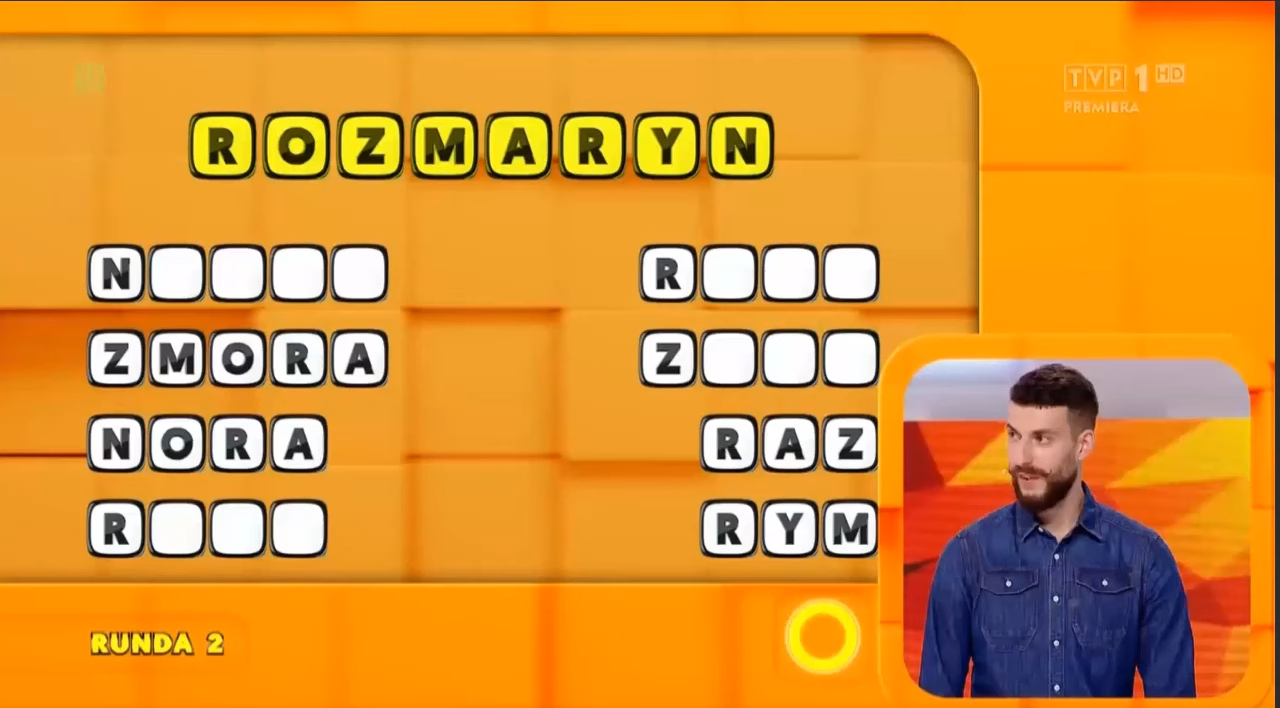 TVP 1 HD
PREMIERA
ROZMARYN
N
R
ZMORA
Z
NORA
RAZ
R
RYM
RUNDA 2